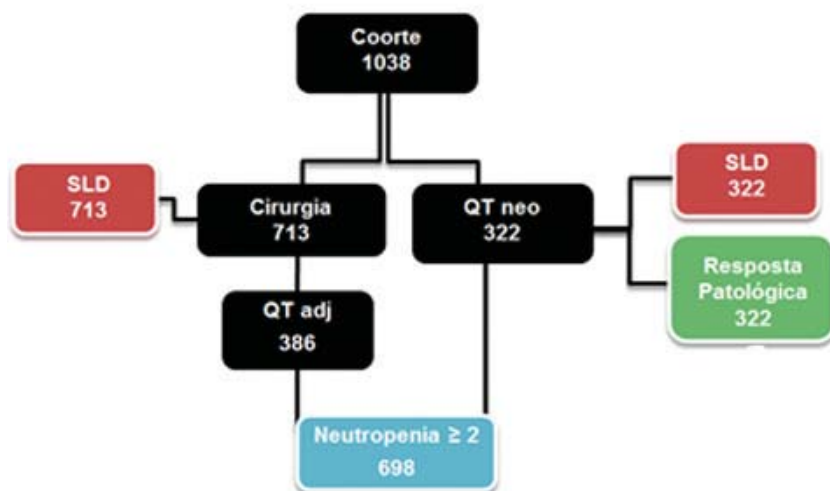 Coorte
1038
SLD
713
Cirurgia
713
QT neo
322
SLD
322
Resposta
Patológica
322
QT adj
386
Neutropenia ≥ 2
698